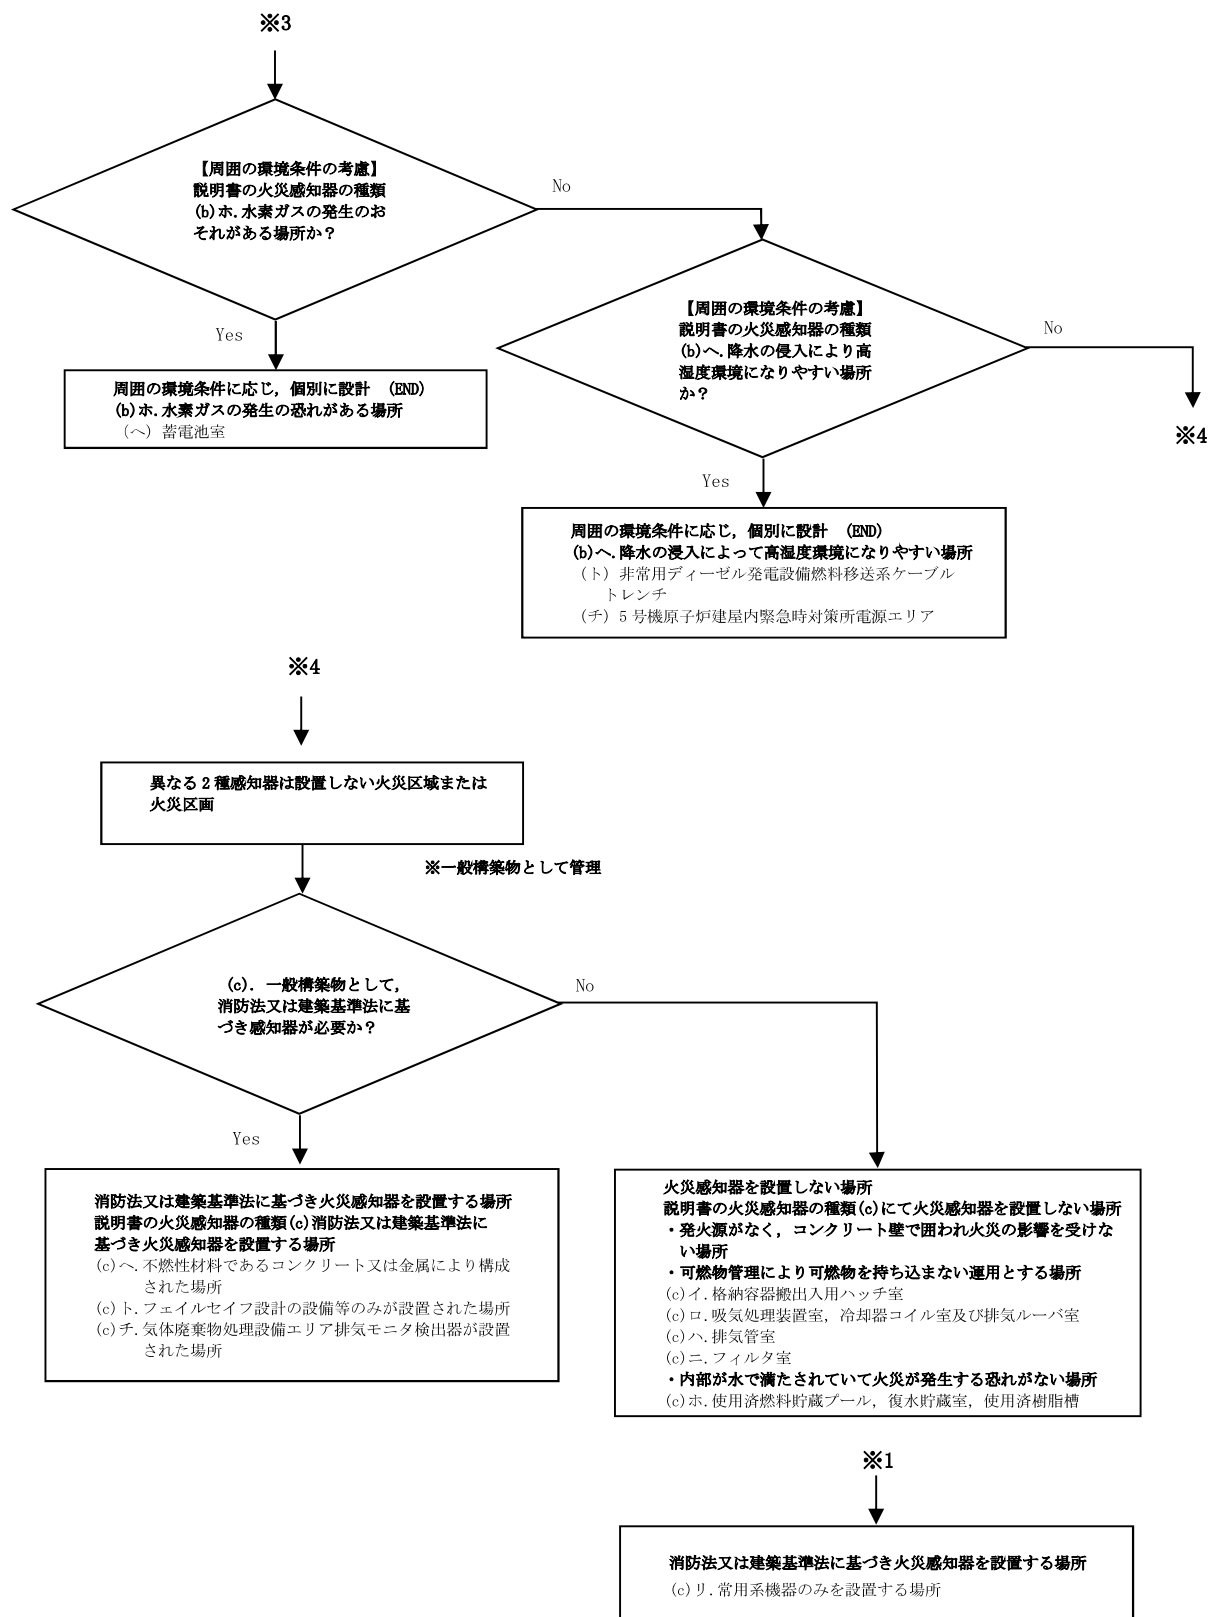 ※3
【周囲の環境条件の考慮】
説明書の火災感知器の種類
(b)ホ.水素ガスの発生のお
それがある場所か？
No
Yes
周囲の環境条件に応じ，個別に設計　(END)
(b)ホ.水素ガスの発生の恐れがある場所
（ヘ）蓄電池室
【周囲の環境条件の考慮】
説明書の火災感知器の種類
(b)ヘ.降水の侵入により高
湿度環境になりやすい場所
か？
No
※4
Yes
周囲の環境条件に応じ，個別に設計　(END)
(b)ヘ.降水の浸入によって高湿度環境になりやすい場所
（ト）非常用ディーゼル発電設備燃料移送系ケーブル
トレンチ
（チ）5号機原子炉建屋内緊急時対策所電源エリア
※4
異なる2種感知器は設置しない火災区域または
火災区画
※一般構築物として管理
(c)．一般構築物として，
消防法又は建築基準法に基
づき感知器が必要か？
No
Yes
消防法又は建築基準法に基づき火災感知器を設置する場所
説明書の火災感知器の種類(c)消防法又は建築基準法に
基づき火災感知器を設置する場所
(c)ヘ.不燃性材料であるコンクリート又は金属により構成
された場所
(c)ト.フェイルセイフ設計の設備等のみが設置された場所
(c)チ.気体廃棄物処理設備エリア排気モニタ検出器が設置
された場所
火災感知器を設置しない場所
説明書の火災感知器の種類(c)にて火災感知器を設置しない場所
・発火源がなく，コンクリート壁で囲われ火災の影響を受けな
い場所
・可燃物管理により可燃物を持ち込まない運用とする場所
(c)イ.格納容器搬出入用ハッチ室
(c)ロ.吸気処理装置室，冷却器コイル室及び排気ルーバ室
(c)ハ.排気管室
(c)ニ.フィルタ室
・内部が水で満たされていて火災が発生する恐れがない場所
(c)ホ.使用済燃料貯蔵プール，復水貯蔵室，使用済樹脂槽
※1
消防法又は建築基準法に基づき火災感知器を設置する場所
(c)リ.常用系機器のみを設置する場所